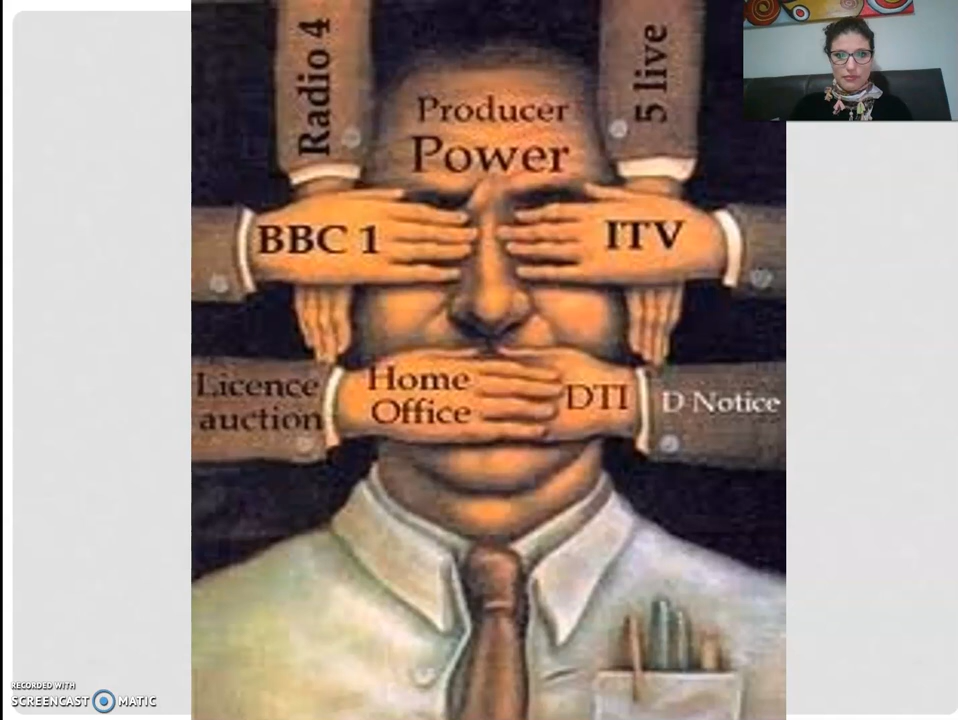 Radio 4
5 live
Producer
Power
BBC 1
ITV
Licence
auction
Home
Office
DTI
D Notice
RECORDED WITH
SCREENCAST MATIC